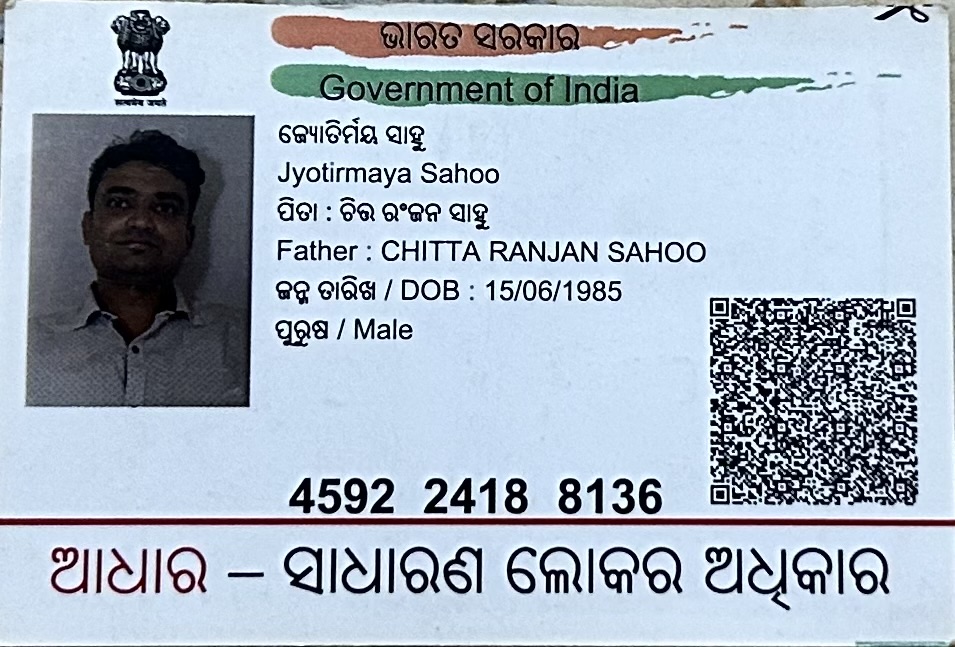 ଭାରତ ସରକାର
Government of India
सत्यमेव जयते
ଜ୍ୟୋତିର୍ମୟ ସାହୁ
Jyotirmaya Sahoo
ପିତା : ଚିତ୍ତ ରଂଜନ ସାହୁ
Father : CHITTA RANJAN SAHOO
ଜନ୍ମ ତାରିଖ / DOB : 15/06/1985
ପୁରୁଷ / Male
4592 2418 8136
ଆଧାର – ସାଧାରଣ ଲୋକର ଅଧିକାର